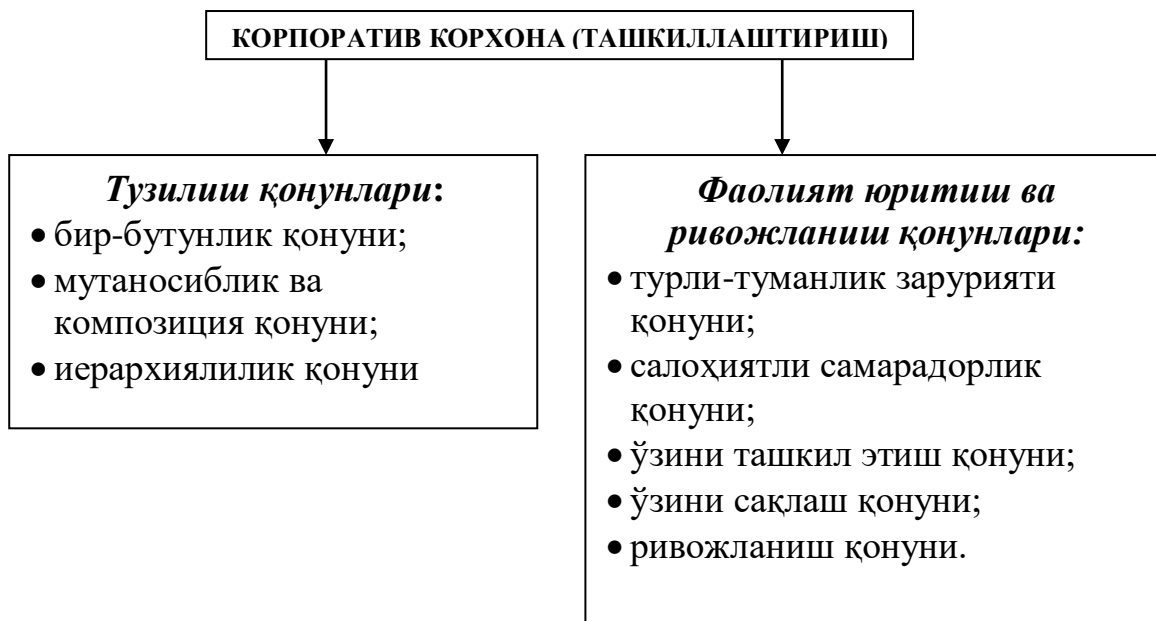 КОРПОРАТИВ КОРХОНА (ТАШКИЛЛАШТИРИШ)
Тузилиш қонунлари:
• бир-бутунлик қонуни;
• мутаносиблик ва
композиция қонуни;
• иерархиялилик қонуни
Фаолият юритиш ва
ривожланиш қонунлари:
• турли-туманлик зарурияти
қонуни;
• салоҳиятли самарадорлик
қонуни;
• ўзини ташкил этиш қонуни;
• ўзини сақлаш қонуни;
• ривожланиш қонуни.